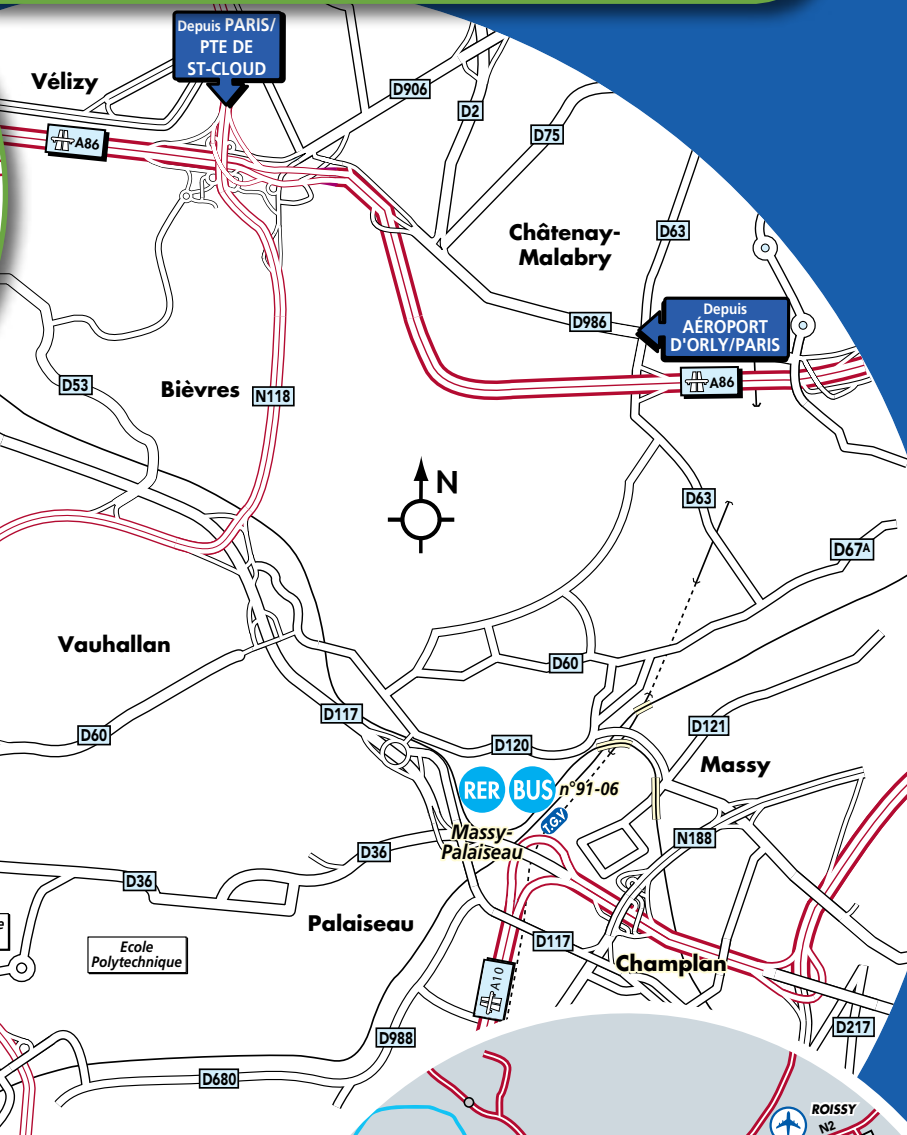 Depuis PARIS/
PTE DE
ST-CLOUD
Vélizy
D906
D2
A86
D75
Châtenay-
Malabry
D63
Depuis
AÉROPORT
D'ORLY/PARIS
D986
D53
Bièvres
N118
A86
N
D63
D67A
Vauhallan
D60
D117
D60
D120
D121
Massy
RER
BUS
n°91-06
T.G.V
Massy-
Palaiseau
N188
D36
D36
Palaiseau
D117
Ecole
Polytechnique
Champlan
A10
D988
D217
D680
ROISSY
N2